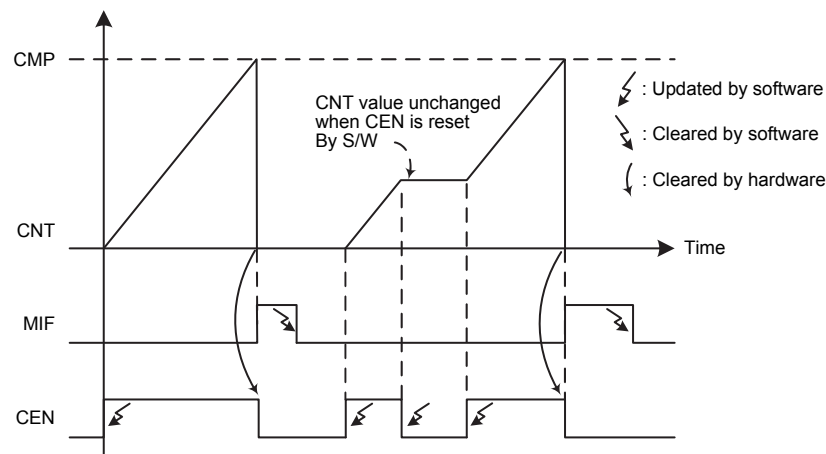 CMP
CNT value unchanged
when CEN is reset
By S/W
: Updated by software
: Cleared by software
: Cleared by hardware
CNT
Time
MIF
CEN